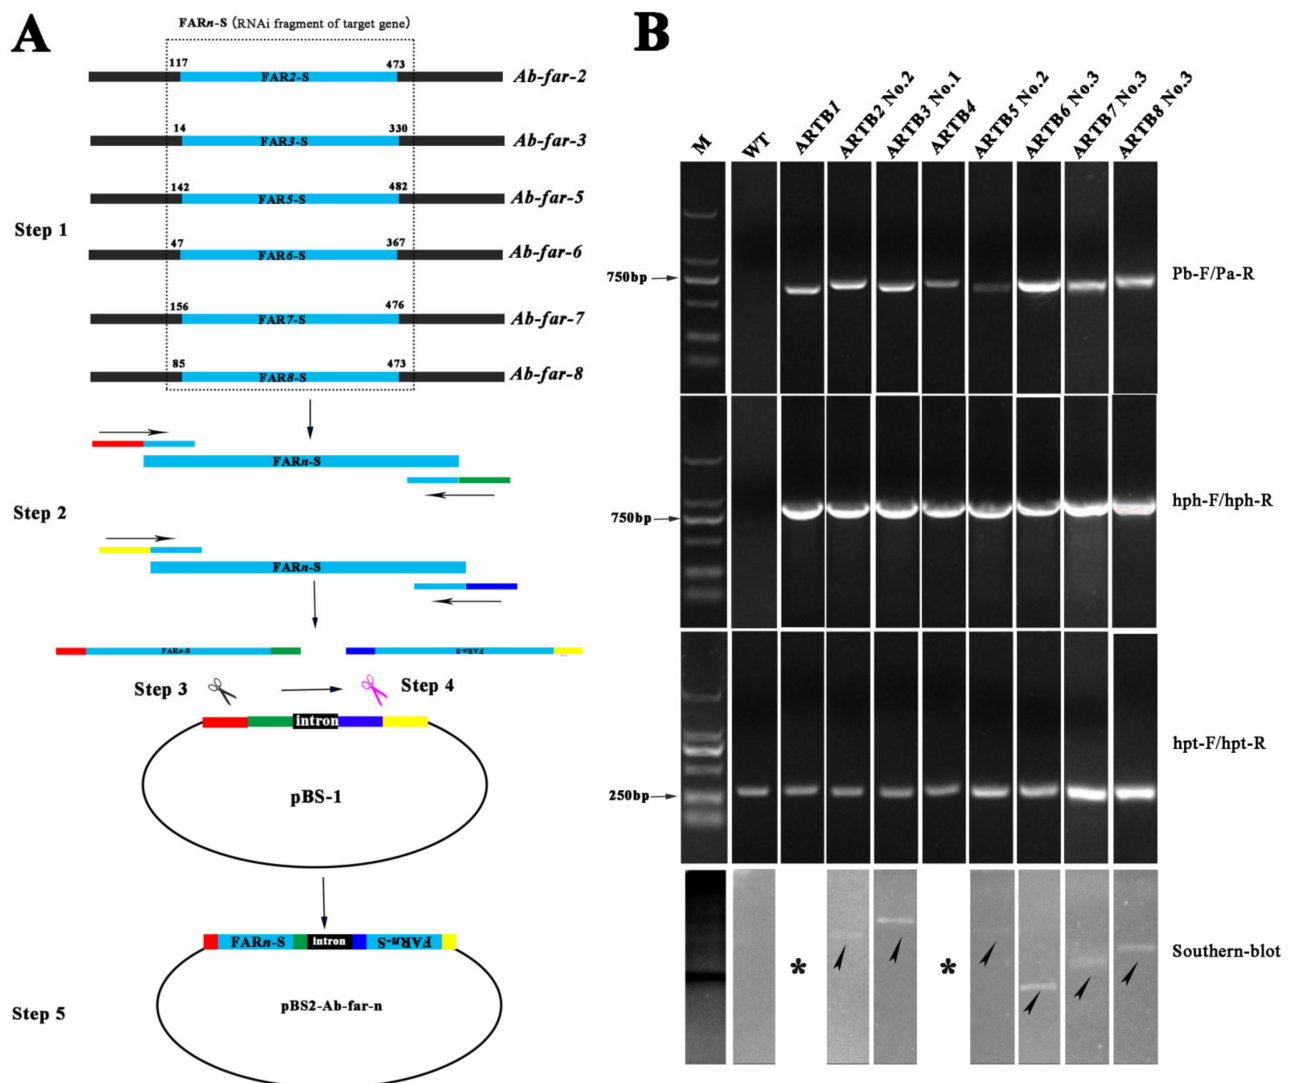 A
FARn-S (RNAi fragment of target gene)
117 473
FAR2-S Ab-far-2
14 330
FAR3-S Ab-far-3
142 482
FAR5-S Ab-far-5
Step 1
47 367
FAR6-S Ab-far-6
156 476
FAR7-S Ab-far-7
85 473
FAR8-S Ab-far-8
FARn-S
Step 2
FARn-S
FARn-S FARn-S
Step 3 Step 4
intron
pBS-1
FARn-S intron FARn-S
pBS2-Ab-far-n
Step 5
B
M WT ARTB1 ARTB2 No.2 ARTB3 No.1 ARTB4 ARTB5 No.2 ARTB6 No.3 ARTB7 No.3 ARTB8 No.3
750bp Pb-F/Pa-R
750bp hph-F/hph-R
250bp hpt-F/hpt-R
* * Southern-blot